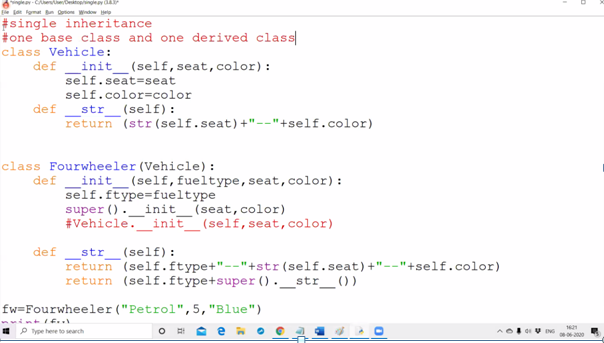 *single.py - C:/Users/User/Desktop/single.py (3.8.3)*
File Edit Format Run Options Window Help
#single inheritance
#one base class and one derived class
class Vehicle:
    def __init__(self,seat,color):
        self.seat=seat
        self.color=color
    def __str__(self):
        return (str(self.seat)+"--"+self.color)
class Fourwheeler(Vehicle):
    def __init__(self,fueltype,seat,color):
        self.ftype=fueltype
        super().__init__(seat,color)
        #Vehicle.__init__(self,seat,color)
    def __str__(self):
        return (self.ftype+"--"+str(self.seat)+"--"+self.color)
        return (self.ftype+super().__str__())
fw=Fourwheeler("Petrol",5,"Blue")
print(fw)
Type here to search
ENG
16:21
08-06-2020